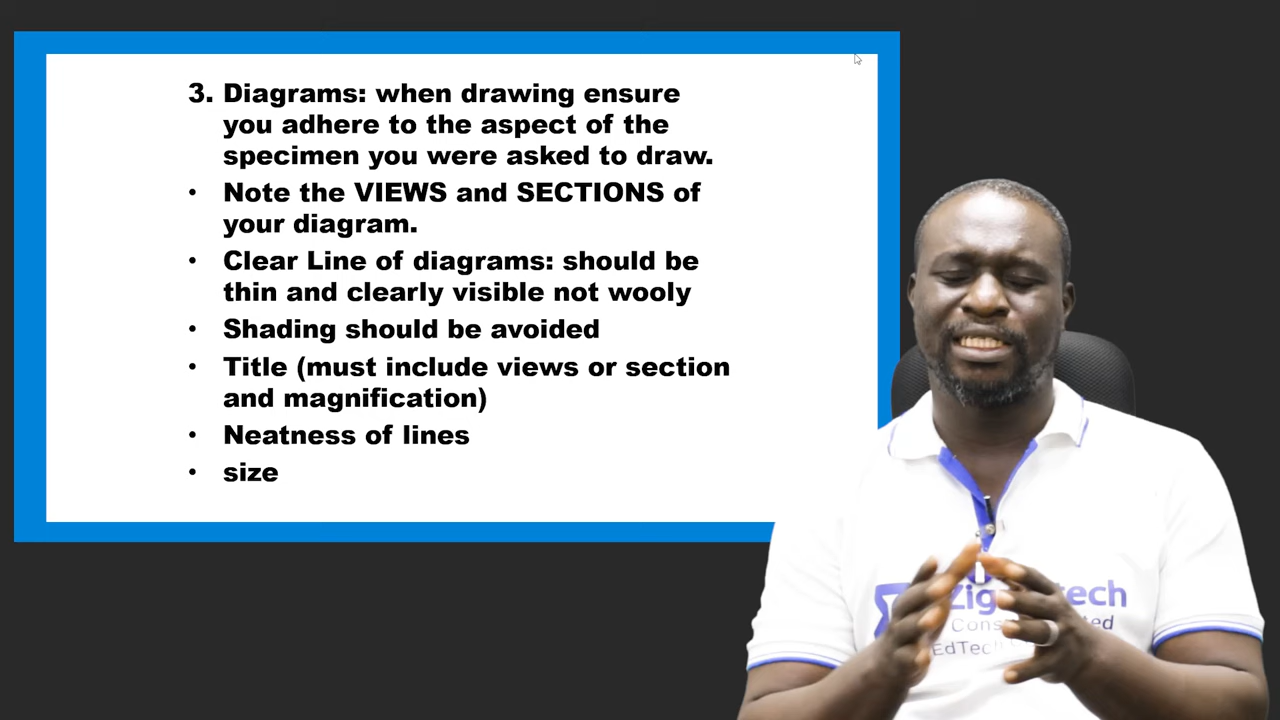 3. Diagrams: when drawing ensure
you adhere to the aspect of the
specimen you were asked to draw.
• Note the VIEWS and SECTIONS of
your diagram.
• Clear Line of diagrams: should be
thin and clearly visible not wooly
• Shading should be avoided
• Title (must include views or section
and magnification)
• Neatness of lines
• size
tech
EdTech